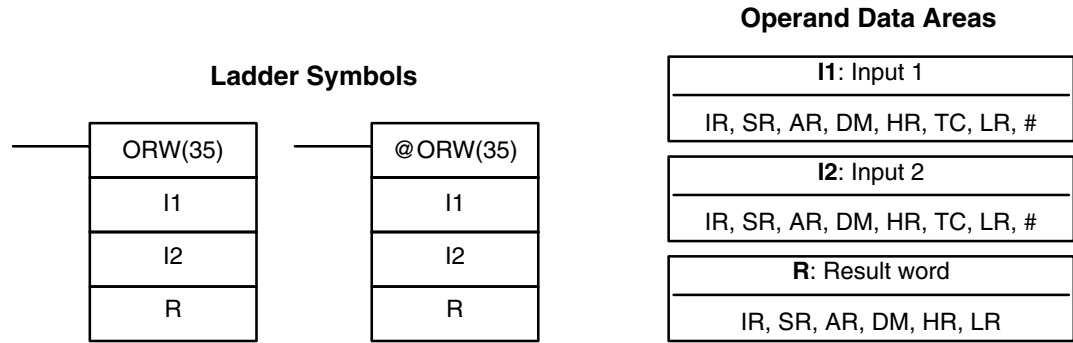 Ladder Symbols
ORW(35)
I1
I2
R
@ORW(35)
I1
I2
R
Operand Data Areas
I1: Input 1
IR, SR, AR, DM, HR, TC, LR, #
I2: Input 2
IR, SR, AR, DM, HR, TC, LR, #
R: Result word
IR, SR, AR, DM, HR, LR